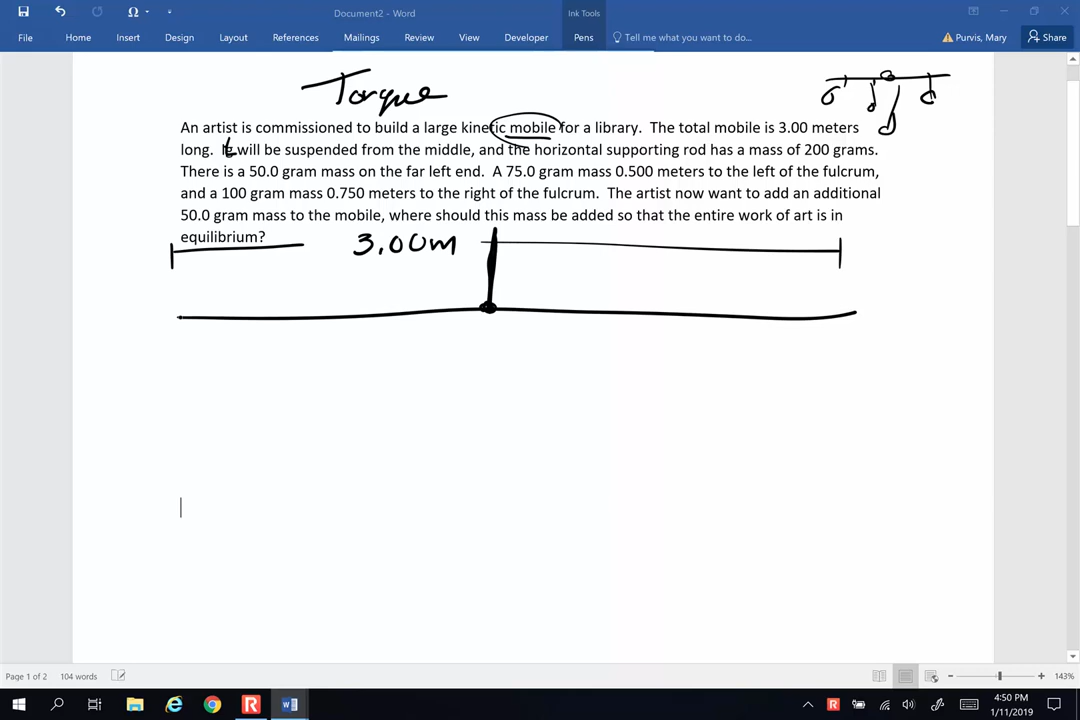 Document2 - Word
Ink Tools
File Home Insert Design Layout References Mailings Review View Developer Pens Tell me what you want to do... Purvis, Mary Share
Torque
An artist is commissioned to build a large kinetic mobile for a library. The total mobile is 3.00 meters
long. It will be suspended from the middle, and the horizontal supporting rod has a mass of 200 grams.
There is a 50.0 gram mass on the far left end. A 75.0 gram mass 0.500 meters to the left of the fulcrum,
and a 100 gram mass 0.750 meters to the right of the fulcrum. The artist now want to add an additional
50.0 gram mass to the mobile, where should this mass be added so that the entire work of art is in
equilibrium?
3.00m
Page 1 of 2 104 words 143%
4:50 PM
1/11/2019